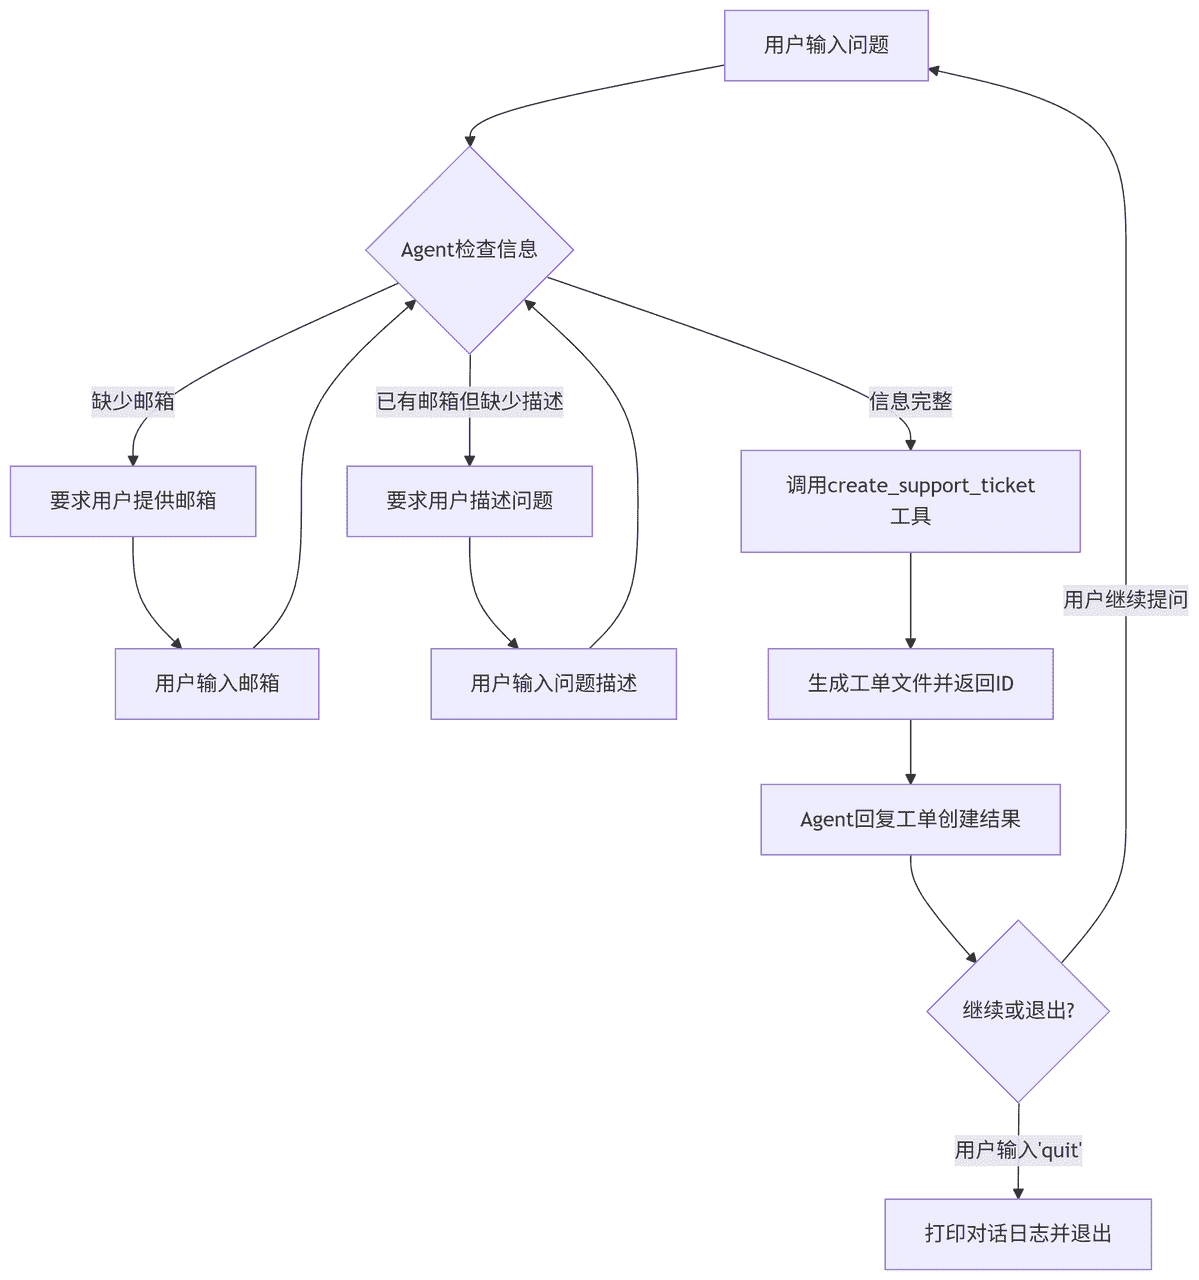 用户输入问题
Agent检查信息
缺少邮箱
已有邮箱但缺少描述
信息完整
要求用户提供邮箱
要求用户描述问题
调用create_support_ticket
工具
用户继续提问
用户输入邮箱
用户输入问题描述
生成工单文件并返回ID
Agent回复工单创建结果
继续或退出?
用户输入'quit'
打印对话日志并退出